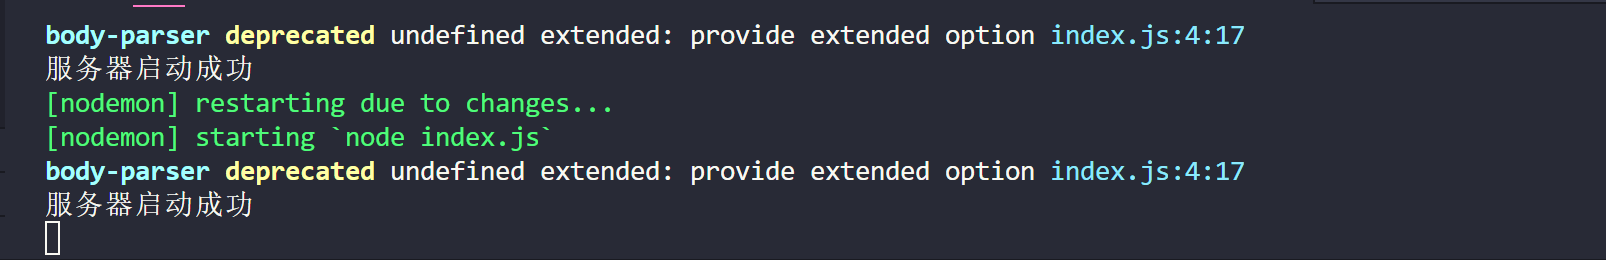 body-parser deprecated undefined extended: provide extended option index.js:4:17
服务器启动成功
[nodemon] restarting due to changes...
[nodemon] starting `node index.js`
body-parser deprecated undefined extended: provide extended option index.js:4:17
服务器启动成功